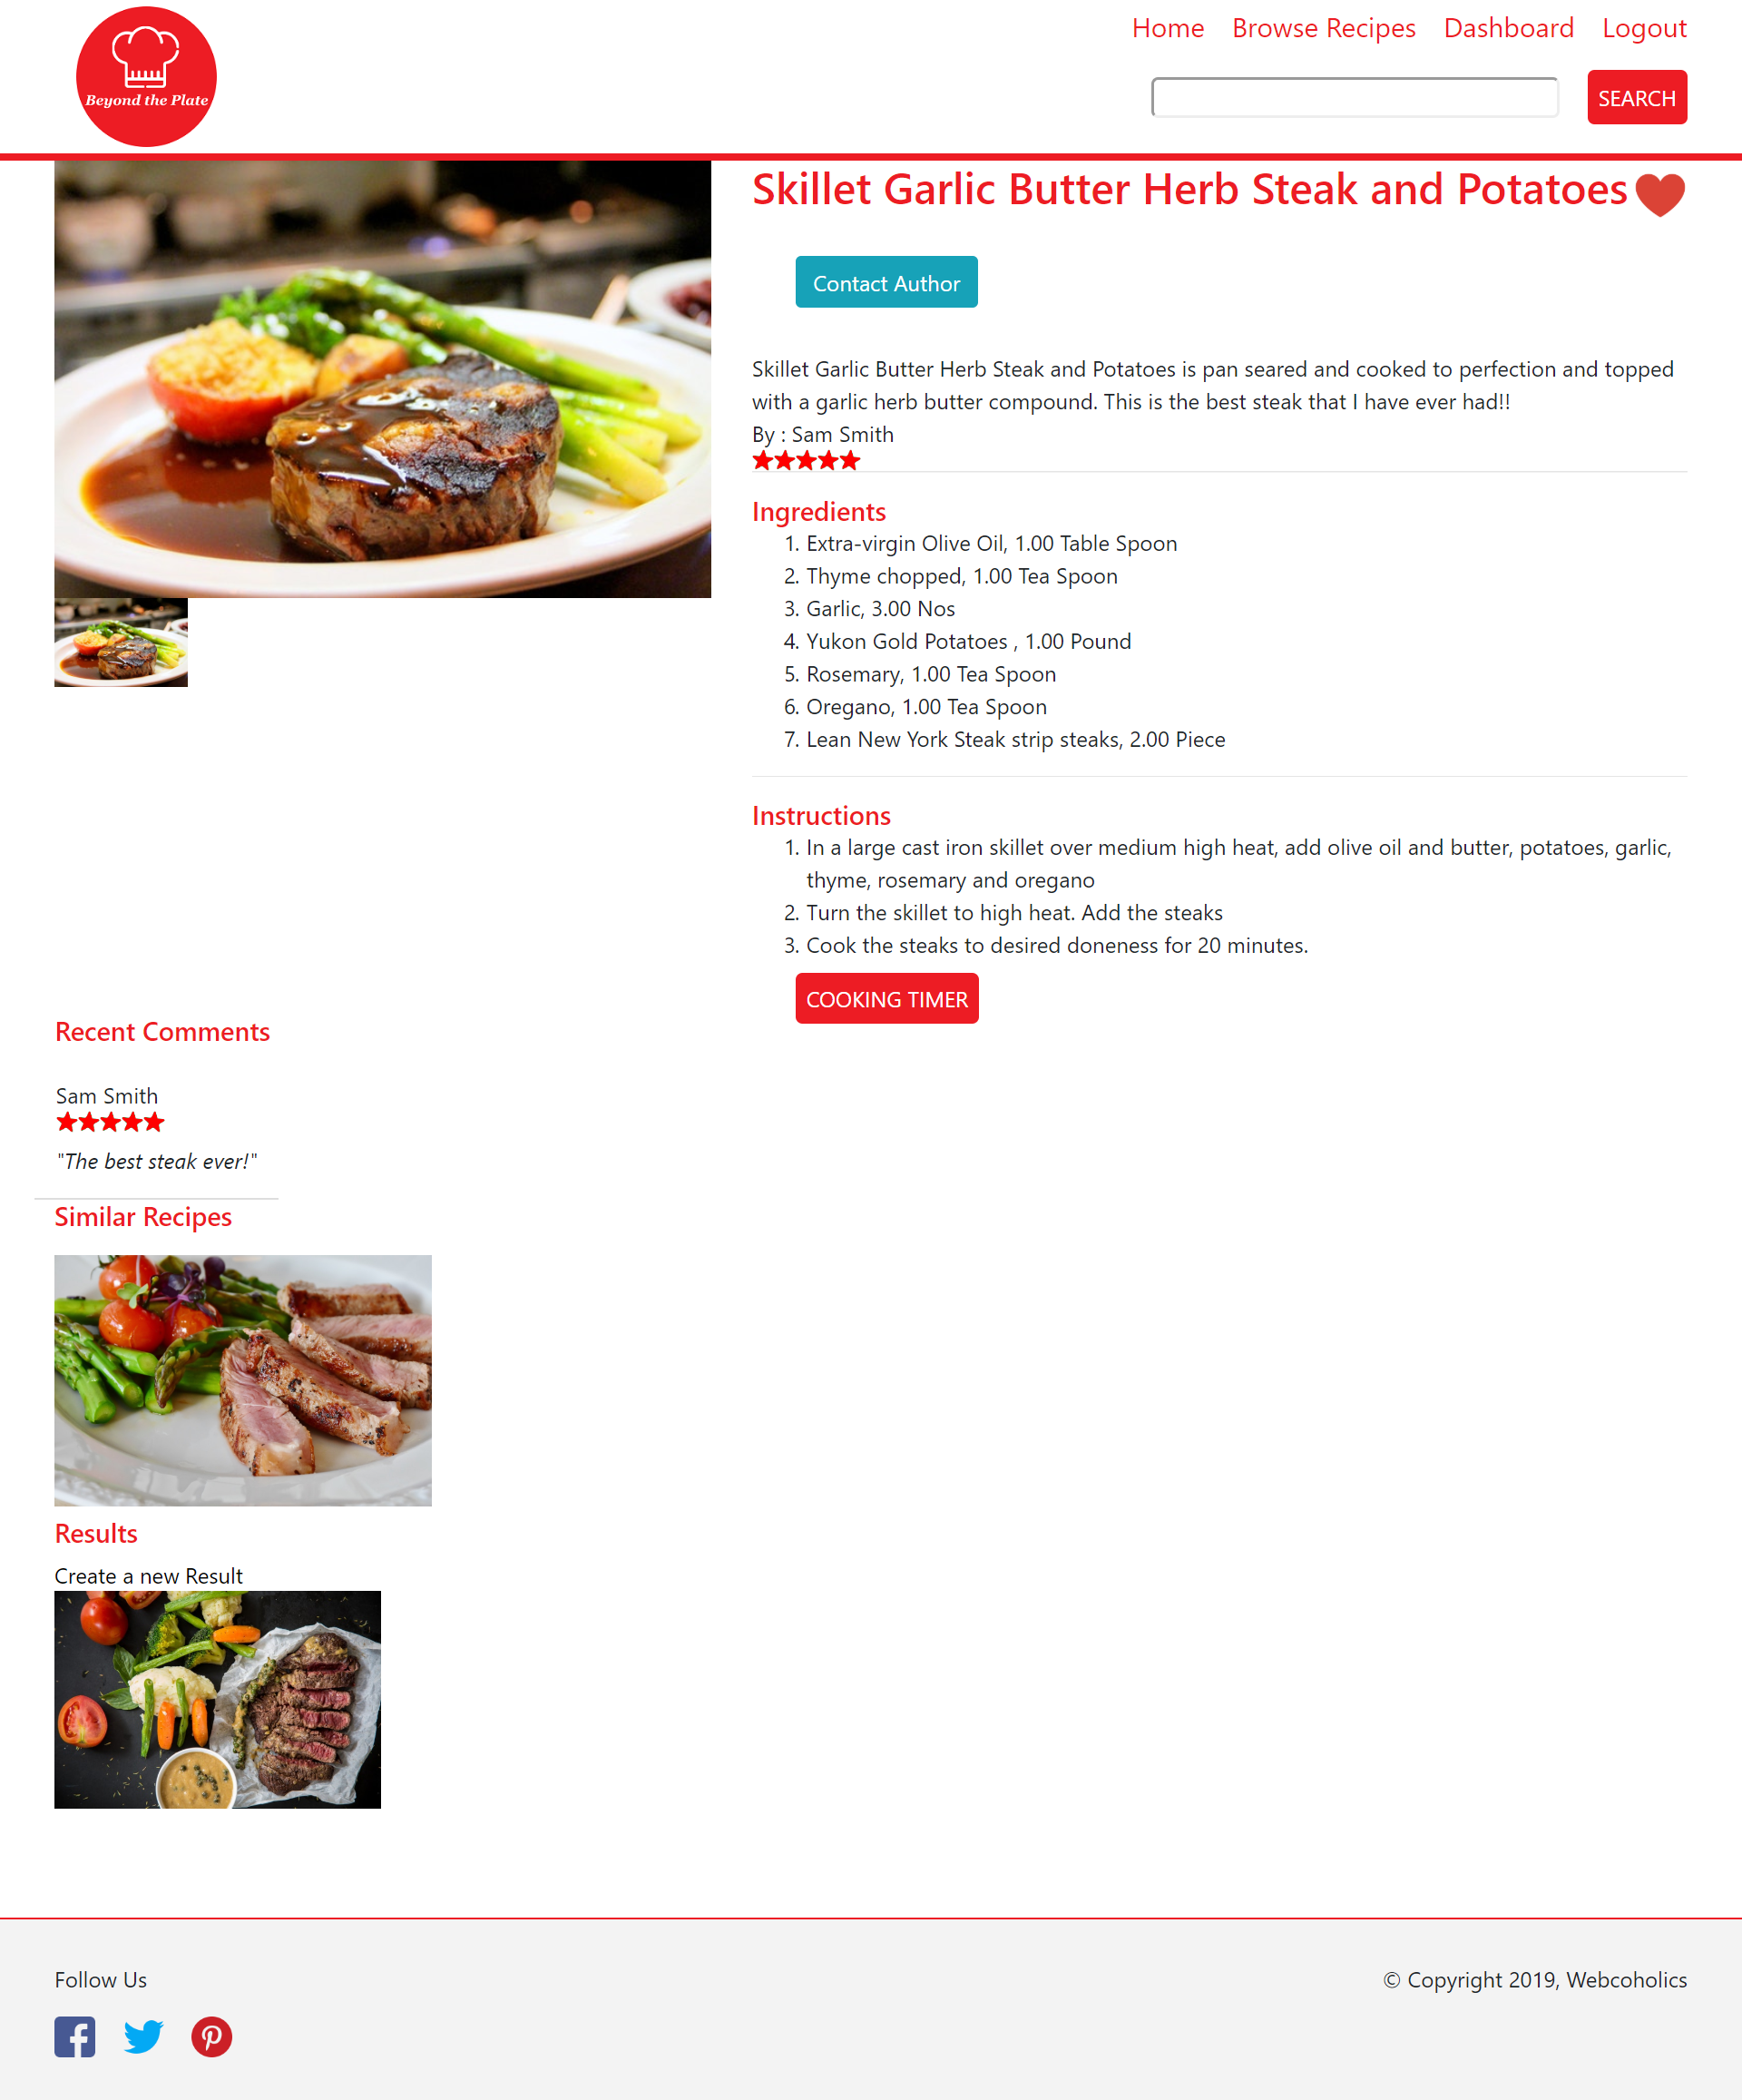 Beyond the Plate
Home Browse Recipes Dashboard Logout
SEARCH
Skillet Garlic Butter Herb Steak and Potatoes
Contact Author
Skillet Garlic Butter Herb Steak and Potatoes is pan seared and cooked to perfection and topped
with a garlic herb butter compound. This is the best steak that I have ever had!!
By : Sam Smith
Ingredients
1. Extra-virgin Olive Oil, 1.00 Table Spoon
2. Thyme chopped, 1.00 Tea Spoon
3. Garlic, 3.00 Nos
4. Yukon Gold Potatoes , 1.00 Pound
5. Rosemary, 1.00 Tea Spoon
6. Oregano, 1.00 Tea Spoon
7. Lean New York Steak strip steaks, 2.00 Piece
Instructions
1. In a large cast iron skillet over medium high heat, add olive oil and butter, potatoes, garlic,
thyme, rosemary and oregano
2. Turn the skillet to high heat. Add the steaks
3. Cook the steaks to desired doneness for 20 minutes.
COOKING TIMER
Recent Comments
Sam Smith
"The best steak ever!"
Similar Recipes
Results
Create a new Result
Follow Us
© Copyright 2019, Webcoholics